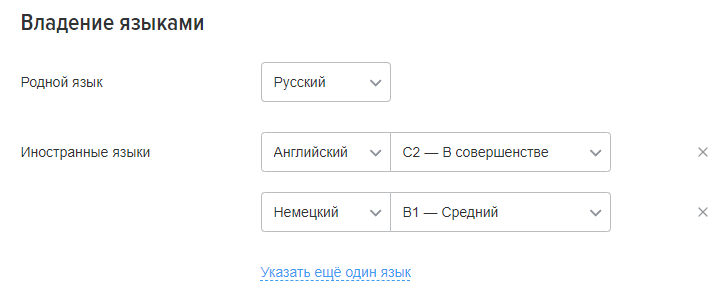 Владение языками
Родной язык Русский
Иностранные языки Английский C2 — В совершенстве
Немецкий B1 — Средний
Указать ещё один язык